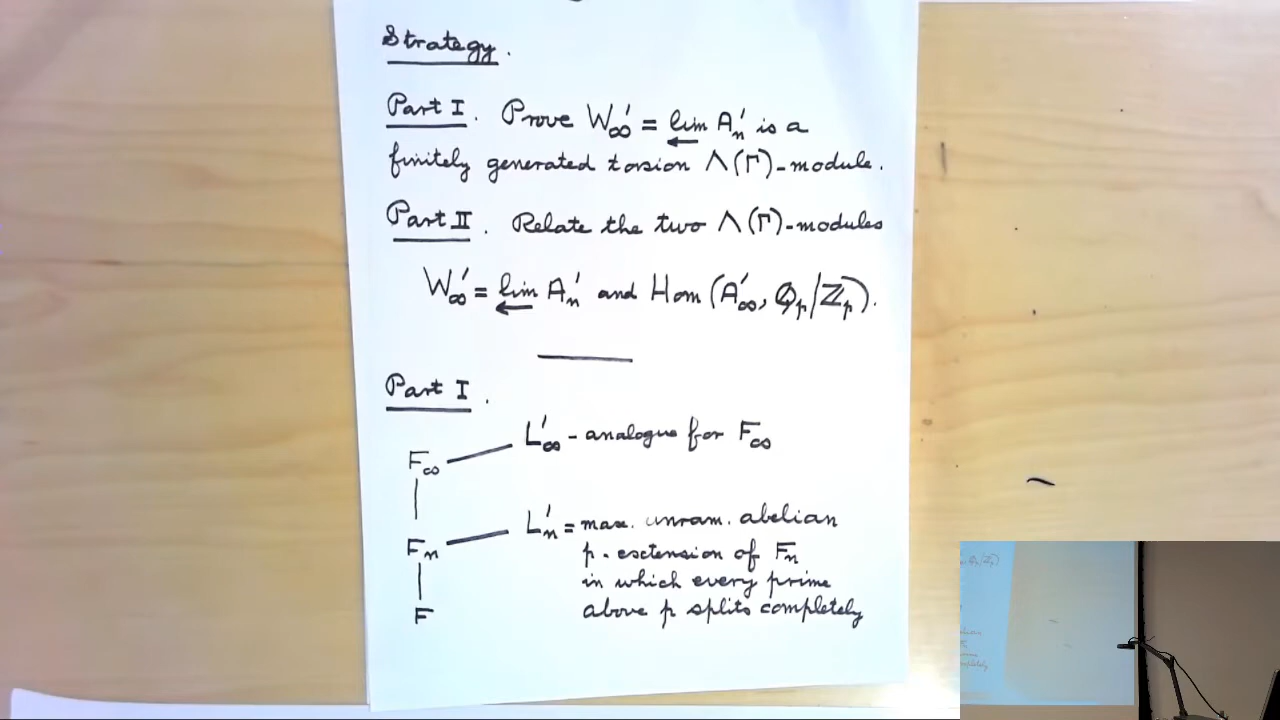 Strategy.
Part I. Prove W'∞ = lim A'n is a
←
finitely generated torsion Λ(Γ)-module.
Part II. Relate the two Λ(Γ)-modules
W'∞ = lim A'n and Hom (A'∞, ℚp/ℤp).
←
Part I.
L'∞ - analogue for F∞
F∞
L'n = max. unram. abelian
Fn
p-extension of Fn
in which every prime
F
above p splits completely